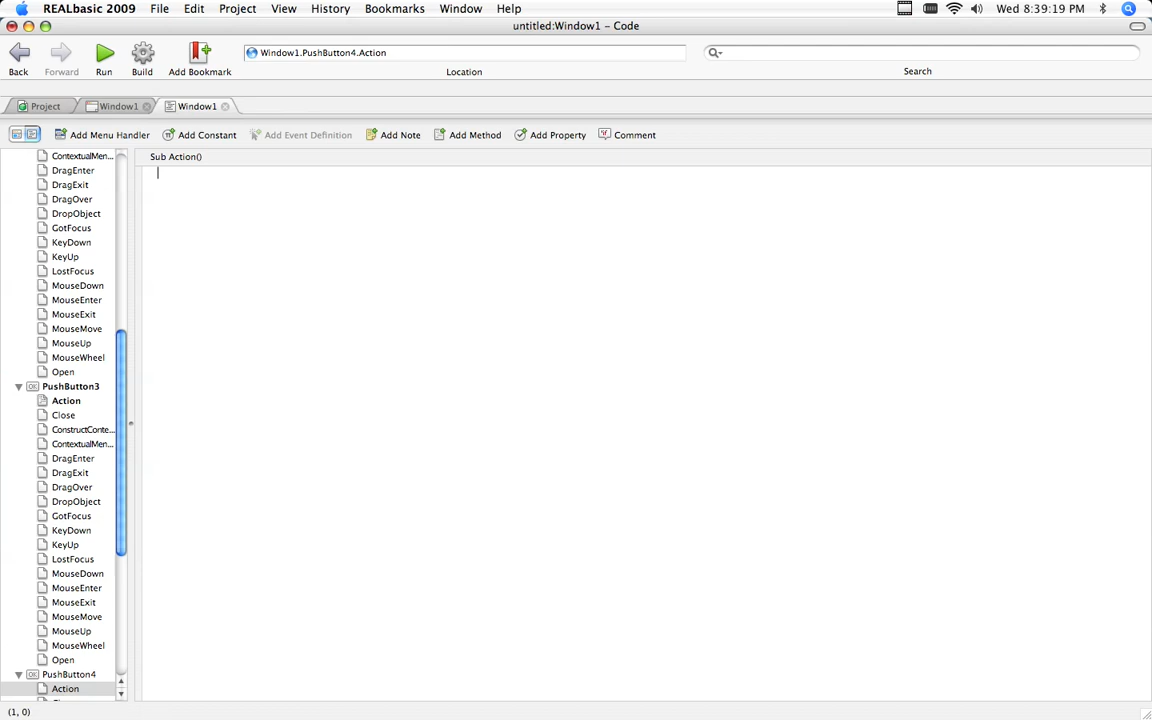 REALbasic 2009 File Edit Project View History Bookmarks Window Help Wed 8:39:19 PM
untitled:Window1 – Code
Window1.PushButton4.Action
Back Forward Run Build Add Bookmark Location Search
Project Window1 Window1
Add Menu Handler Add Constant Add Event Definition Add Note Add Method Add Property Comment
Sub Action()
ContextualMen...
DragEnter
DragExit
DragOver
DropObject
GotFocus
KeyDown
KeyUp
LostFocus
MouseDown
MouseEnter
MouseExit
MouseMove
MouseUp
MouseWheel
Open
PushButton3
Action
Close
ConstructConte...
ContextualMen...
DragEnter
DragExit
DragOver
DropObject
GotFocus
KeyDown
KeyUp
LostFocus
MouseDown
MouseEnter
MouseExit
MouseMove
MouseUp
MouseWheel
Open
PushButton4
Action
(1, 0)